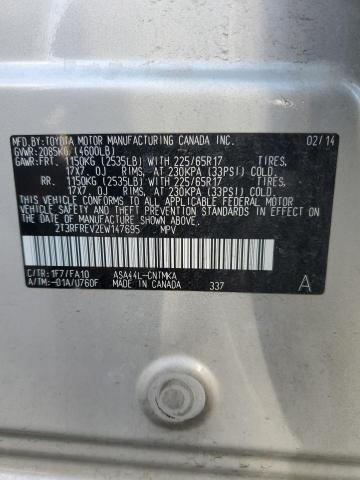 MFD.BY:TOYOTA MOTOR MANUFACTURING CANADA INC. 02/14
GVWR:2085KG (4600LB)
GAWR:FRT. 1150KG (2535LB) WITH 225/65R17 TIRES,
17X7.0J RIMS, AT 230KPA (33PSI) COLD.
RR. 1150KG (2535LB) WITH 225/65R17 TIRES,
17X7.0J RIMS, AT 230KPA (33PSI) COLD.
THIS VEHICLE CONFORMS TO ALL APPLICABLE FEDERAL MOTOR
VEHICLE SAFETY STANDARDS IN EFFECT ON
THE DATE OF MANUFACTURE SHOWN ABOVE.
2T3RFREV2EW147695 MPV
C/TR:1F7/FA10 ASA44L-CNTMKA
A/TM:-01A/U760F MADE IN CANADA 337 A